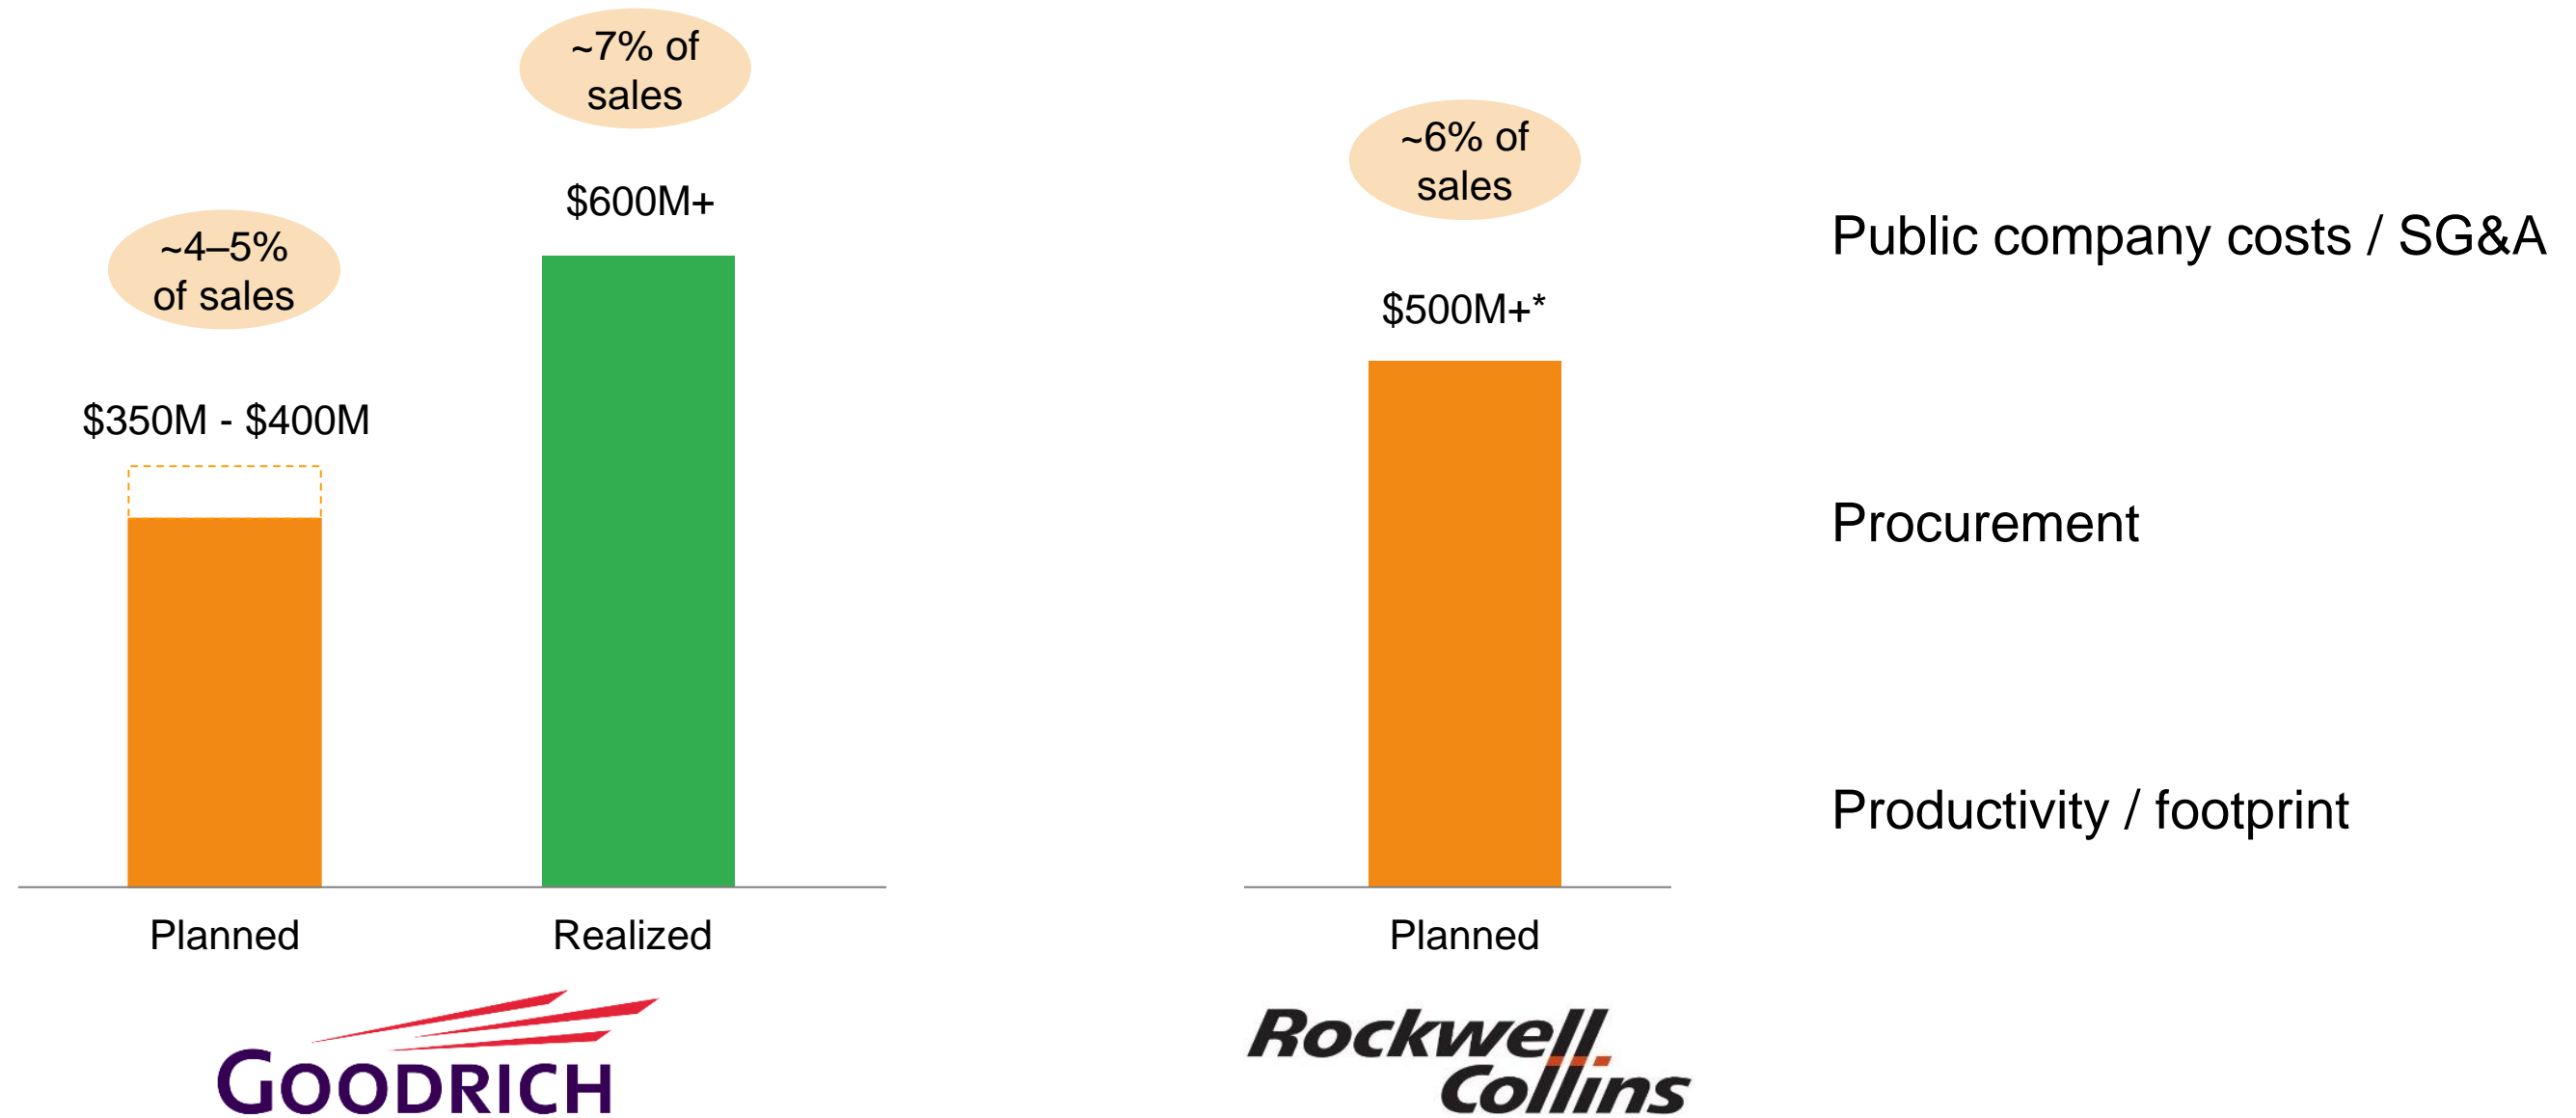 ~7% of
sales
$600M+
~4–5%
of sales
$350M - $400M
Planned
Realized
GOODRICH
~6% of
sales
$500M+*
Planned
Rockwell
Collins
Public company costs / SG&A
Procurement
Productivity / footprint